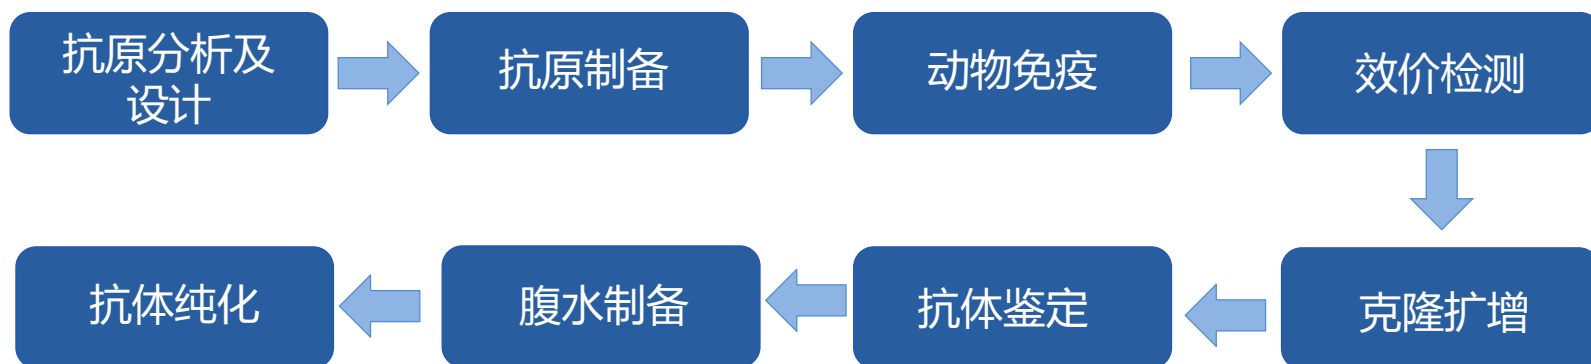 抗原分析及
设计
抗原制备
动物免疫
效价检测
克隆扩增
抗体鉴定
腹水制备
抗体纯化